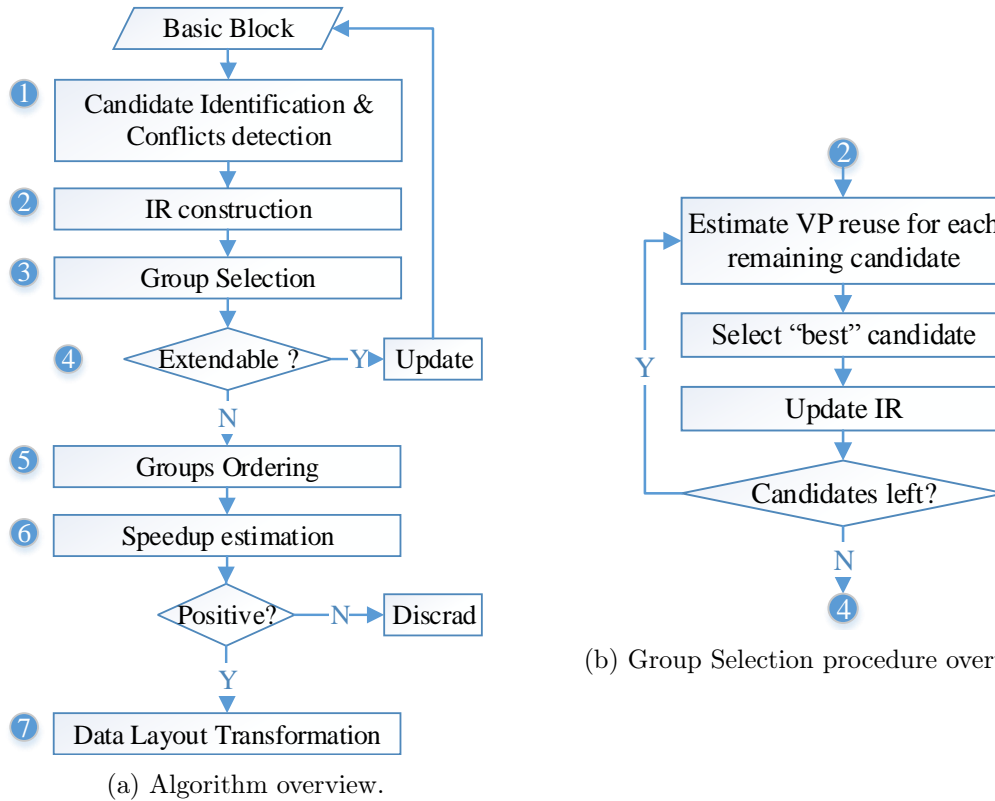 Basic Block
1
Candidate Identification &
Conflicts detection
2
IR construction
3
Group Selection
4
Extendable ?
Y
Update
N
5
Groups Ordering
6
Speedup estimation
Positive?
N
Discrad
Y
7
Data Layout Transformation
(a) Algorithm overview.
2
Estimate VP reuse for each
remaining candidate
Select “best” candidate
Y
Update IR
Candidates left?
N
4
(b) Group Selection procedure over